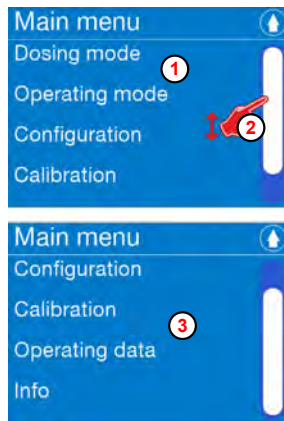 Main menu
Dosing mode
1
Operating mode
2
Configuration
Calibration
Main menu
Configuration
Calibration
3
Operating data
Info